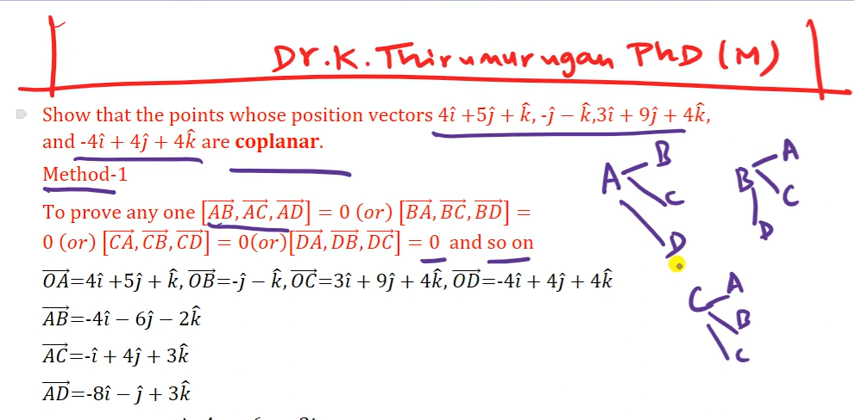 Dr.K.Thirumurugan PhD (M)
Show that the points whose position vectors 4î +5ĵ + k̂, -ĵ − k̂,3î + 9ĵ + 4k̂,
and -4î + 4ĵ + 4k̂ are coplanar.
Method-1
To prove any one [AB⃗, AC⃗, AD⃗] = 0 (or) [BA⃗, BC⃗, BD⃗] =
0 (or) [CA⃗, CB⃗, CD⃗] = 0(or)[DA⃗, DB⃗, DC⃗] = 0 and so on
OA⃗=4î +5ĵ + k̂, OB⃗=-ĵ − k̂, OC⃗=3î + 9ĵ + 4k̂, OD⃗=-4î + 4ĵ + 4k̂
AB⃗=-4î − 6ĵ − 2k̂
AC⃗=-î + 4ĵ + 3k̂
AD⃗=-8î − ĵ + 3k̂
A B
C
D
B A
C
D
C A
B
C